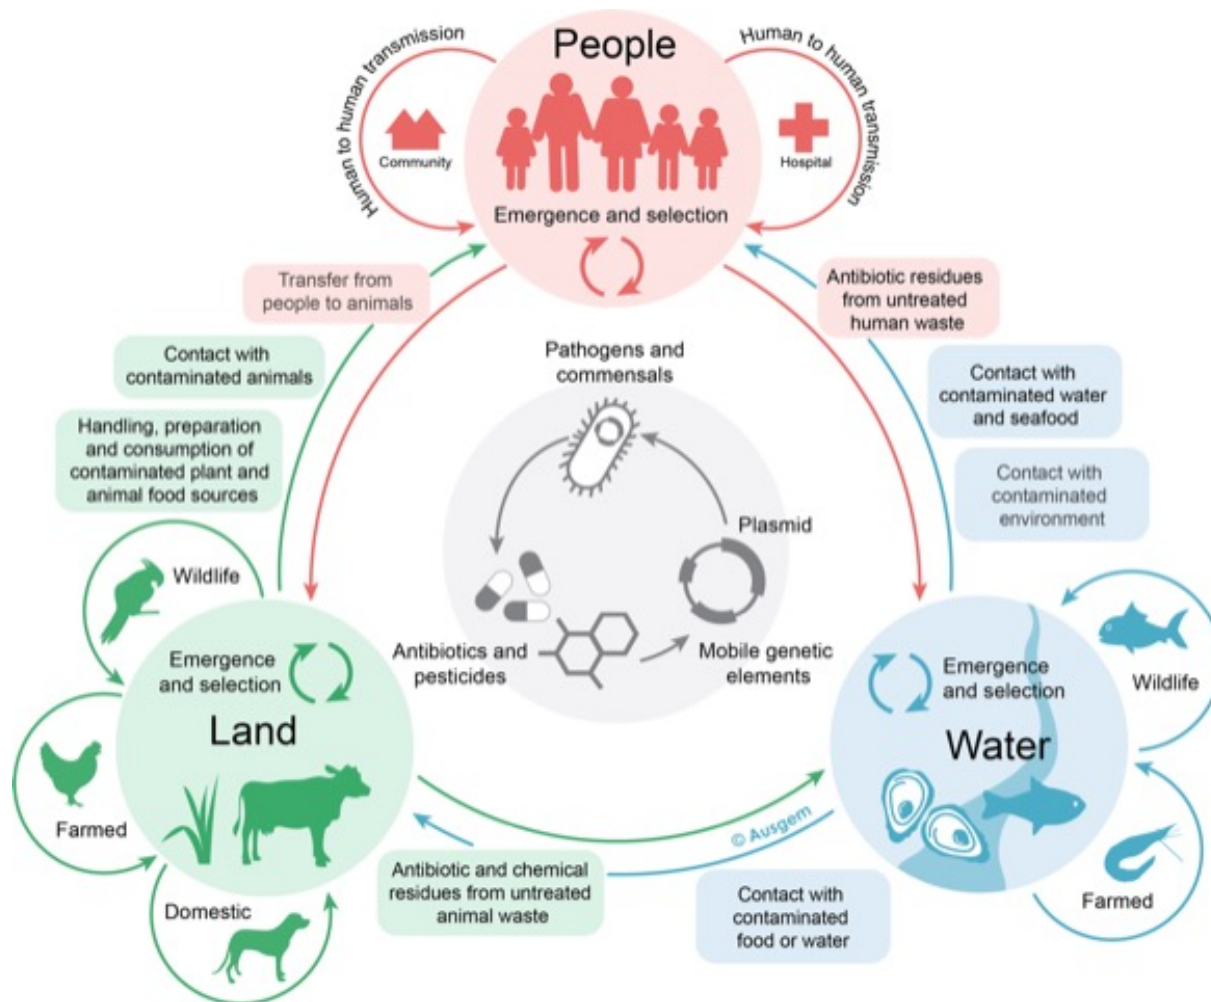 People
Human to human transmission
Community
Human to human transmission
Hospital
Emergence and selection
Transfer from
people to animals
Antibiotic residues
from untreated
human waste
Contact with
contaminated animals
Pathogens and
commensals
Contact with
contaminated water
and seafood
Handling, preparation
and consumption of
contaminated plant and
animal food sources
Contact with
contaminated
environment
Plasmid
Wildlife
Antibiotics and
pesticides
Mobile genetic
elements
Emergence
and selection
Land
Farmed
Domestic
Emergence
and selection
Water
Wildlife
Farmed
© Ausgem
Antibiotic and chemical
residues from untreated
animal waste
Contact with
contaminated
food or water